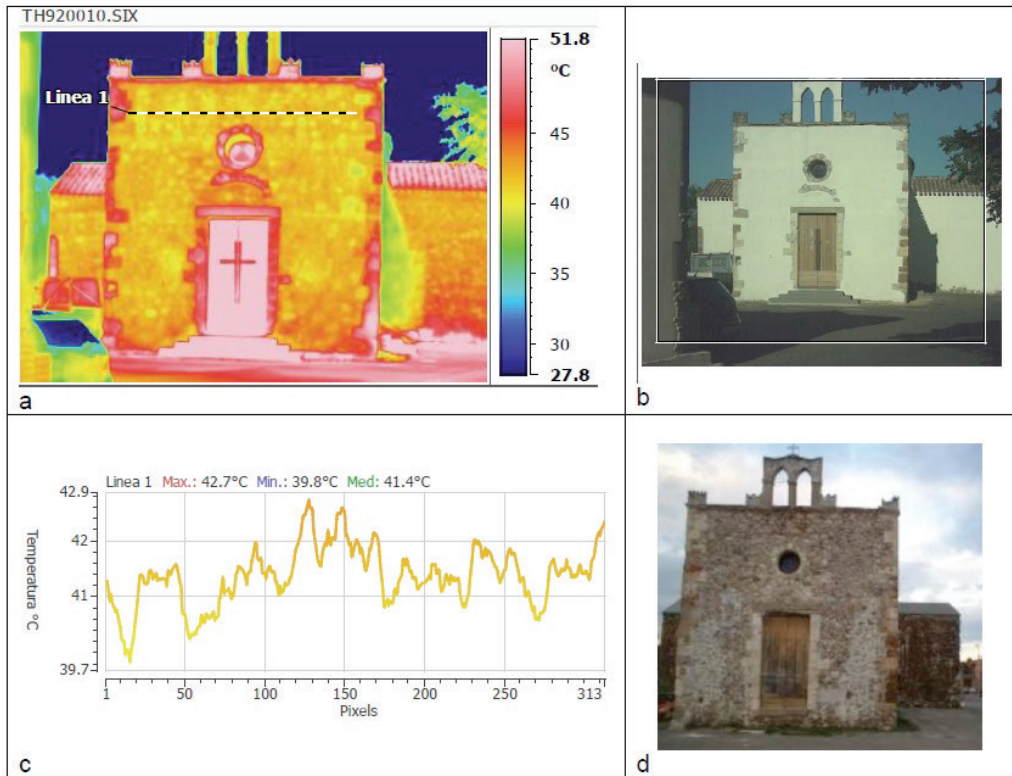 TH920010.SIX
51.8
°C
Linea 1
45
40
35
30
27.8
a
b
Linea 1 Max.: 42.7°C Min.: 39.8°C Med: 41.4°C
42.9
42
41
39.7
Temperatura °C
1 50 100 150 200 250 313
Pixels
c
d